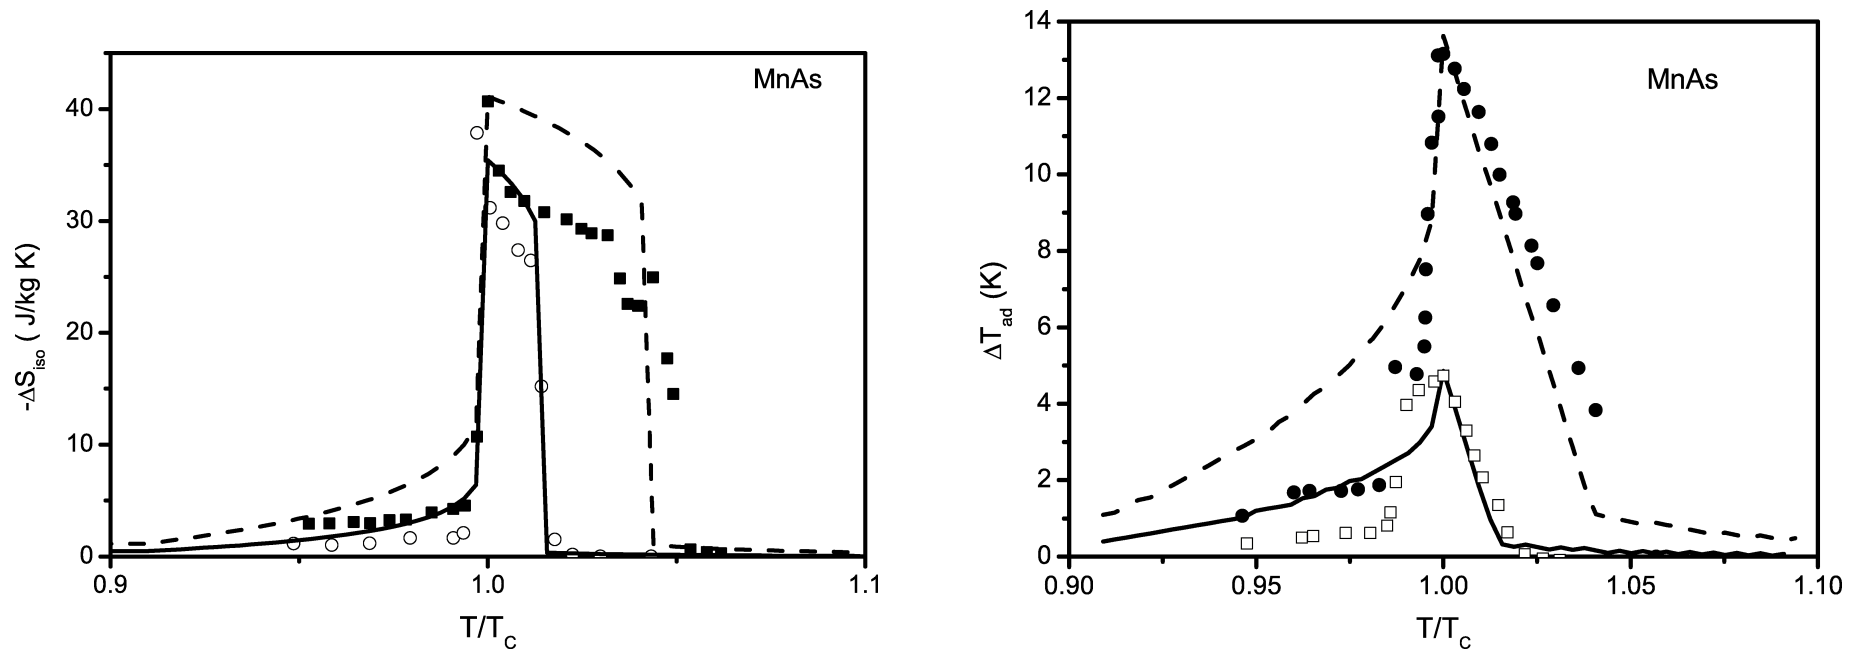 MnAs
-ΔS_iso ( J/kg K)
40
30
20
10
0
0.9 1.0 1.1
T/T_C
MnAs
ΔT_ad (K)
14
12
10
8
6
4
2
0
0.90 0.95 1.00 1.05 1.10
T/T_C